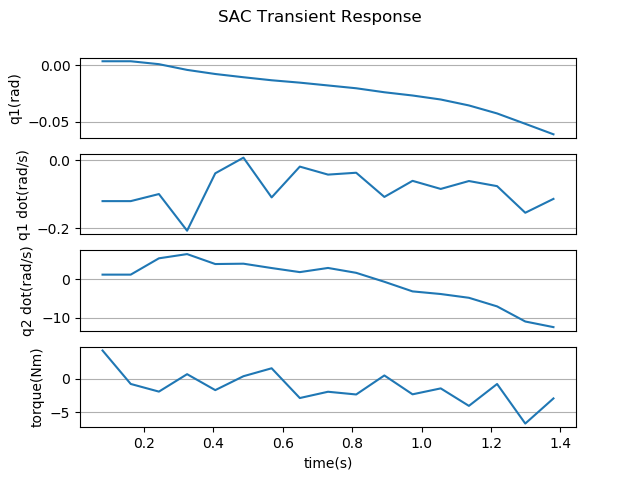 SAC Transient Response
q1(rad)
0.00
−0.05
q1 dot(rad/s)
0.0
−0.2
q2 dot(rad/s)
0
−10
torque(Nm)
0
−5
0.2 0.4 0.6 0.8 1.0 1.2 1.4
time(s)